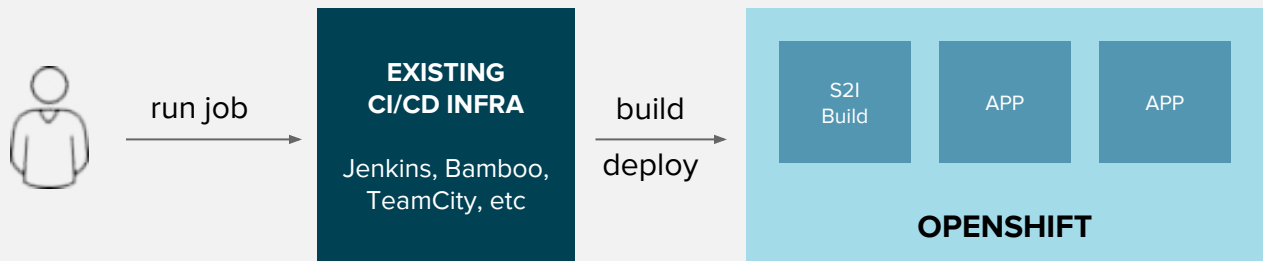 run job
EXISTING
CI/CD INFRA
Jenkins, Bamboo,
TeamCity, etc
build
deploy
S2I
Build
APP
APP
OPENSHIFT